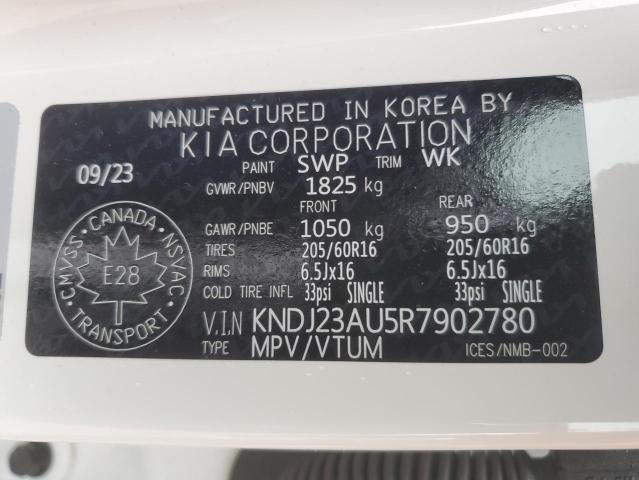 MANUFACTURED IN KOREA BY
KIA CORPORATION
09/23 PAINT SWP TRIM WK
GVWR/PNBV 1825 kg
FRONT REAR
GAWR/PNBE 1050 kg 950 kg
TIRES 205/60R16 205/60R16
RIMS 6.5Jx16 6.5Jx16
COLD TIRE INFL 33psi SINGLE 33psi SINGLE
V.I.N KNDJ23AU5R7902780
TYPE MPV/VTUM ICES/NMB-002
CANADA
CMVSS NSVAC
E28
TRANSPORT